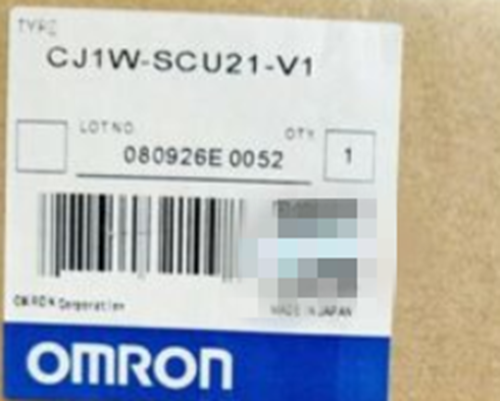 TYPE
CJ1W-SCU21-V1
LOT NO. QTY.
080926E 0052 1
OMRON Corporation
MADE IN JAPAN
OMRON